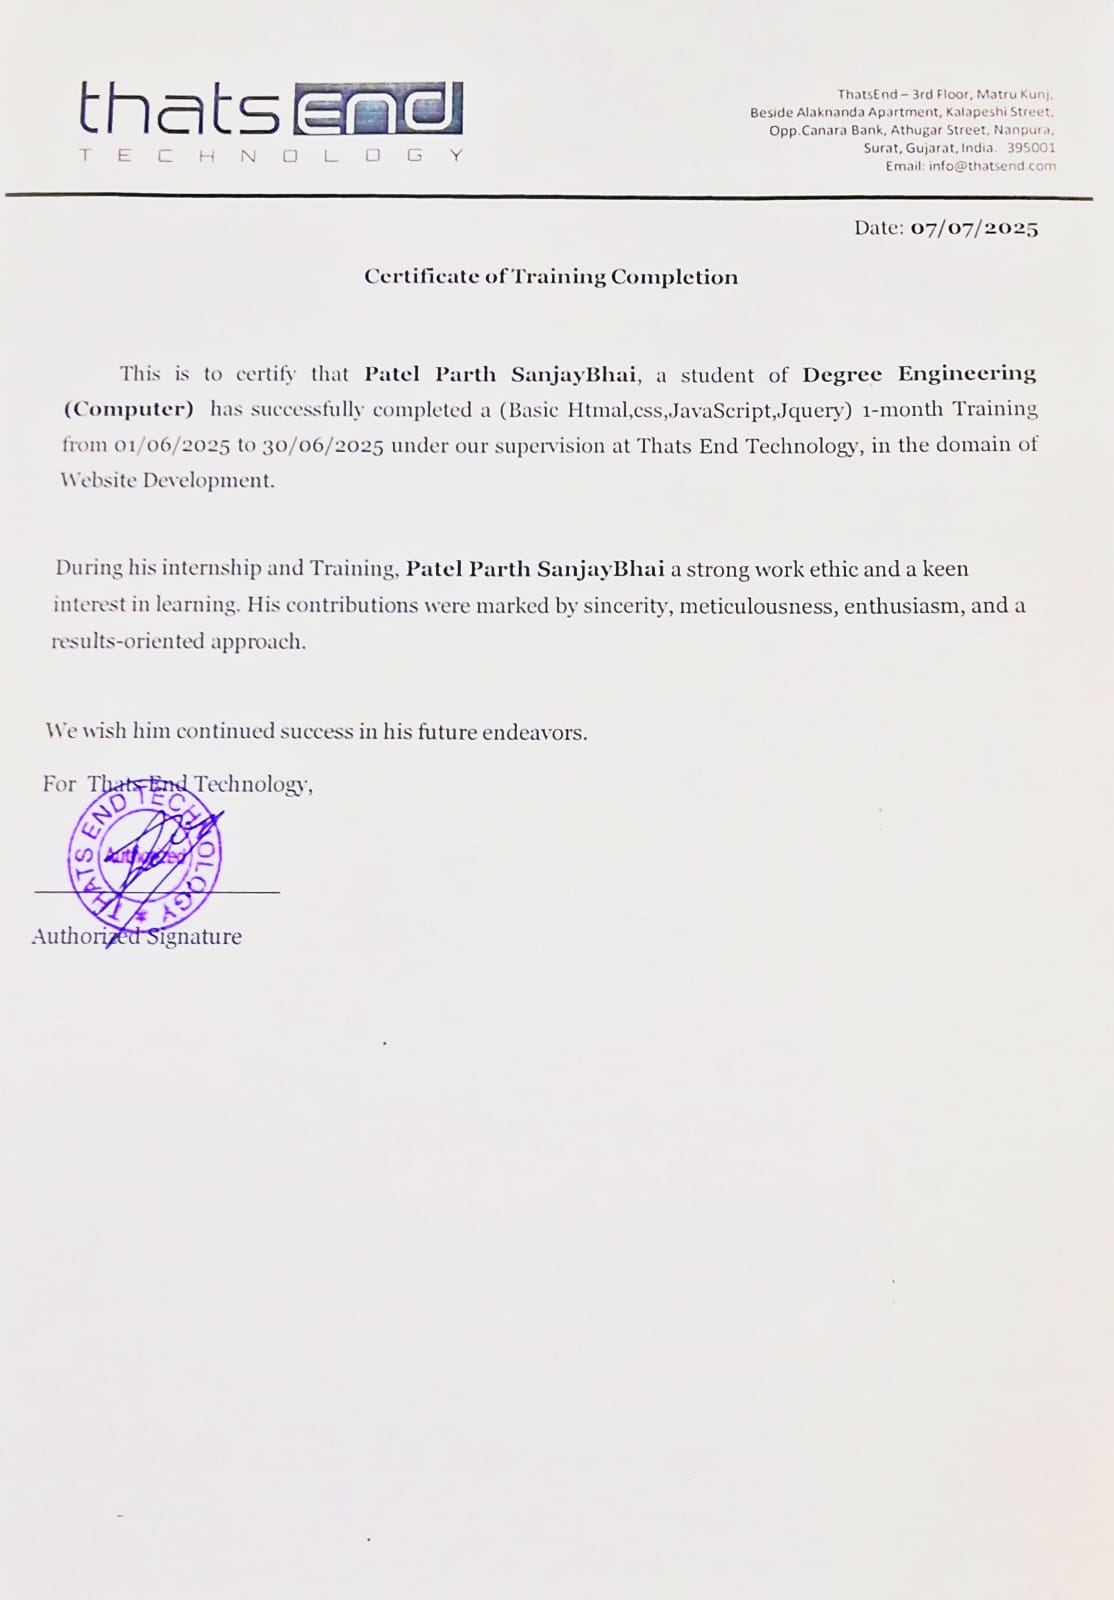 thatsEnd
TECHNOLOGY
ThatsEnd – 3rd Floor, Matru Kunj,
Beside Alaknanda Apartment, Kalapeshi Street,
Opp.Canara Bank, Athugar Street, Nanpura,
Surat, Gujarat, India. 395001
Email: info@thatsend.com
Date: 07/07/2025
Certificate of Training Completion
This is to certify that Patel Parth SanjayBhai, a student of Degree Engineering
(Computer) has successfully completed a (Basic Htmal,css,JavaScript,Jquery) 1-month Training
from 01/06/2025 to 30/06/2025 under our supervision at Thats End Technology, in the domain of
Website Development.
During his internship and Training, Patel Parth SanjayBhai a strong work ethic and a keen
interest in learning. His contributions were marked by sincerity, meticulousness, enthusiasm, and a
results-oriented approach.
We wish him continued success in his future endeavors.
For Thats End Technology,
THATS END TECHNOLOGY
Authorized
Authorized Signature